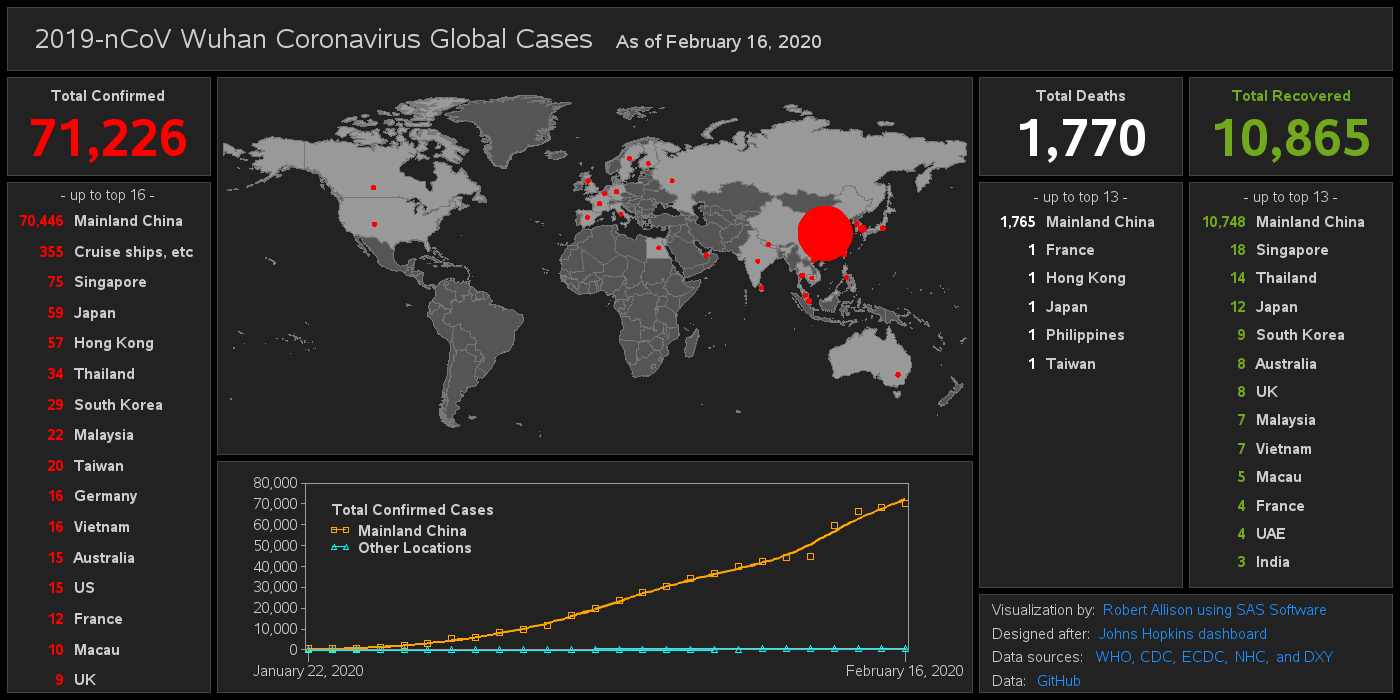 2019-nCoV Wuhan Coronavirus Global Cases As of February 16, 2020
Total Confirmed
71,226
- up to top 16 -
70,446 Mainland China
355 Cruise ships, etc
75 Singapore
59 Japan
57 Hong Kong
34 Thailand
29 South Korea
22 Malaysia
20 Taiwan
16 Germany
16 Vietnam
15 Australia
15 US
12 France
10 Macau
9 UK
80,000
70,000
60,000
50,000
40,000
30,000
20,000
10,000
0
Total Confirmed Cases
Mainland China
Other Locations
January 22, 2020
February 16, 2020
Total Deaths
1,770
- up to top 13 -
1,765 Mainland China
1 France
1 Hong Kong
1 Japan
1 Philippines
1 Taiwan
Total Recovered
10,865
- up to top 13 -
10,748 Mainland China
18 Singapore
14 Thailand
12 Japan
9 South Korea
8 Australia
8 UK
7 Malaysia
7 Vietnam
5 Macau
4 France
4 UAE
3 India
Visualization by: Robert Allison using SAS Software
Designed after: Johns Hopkins dashboard
Data sources: WHO, CDC, ECDC, NHC, and DXY
Data: GitHub